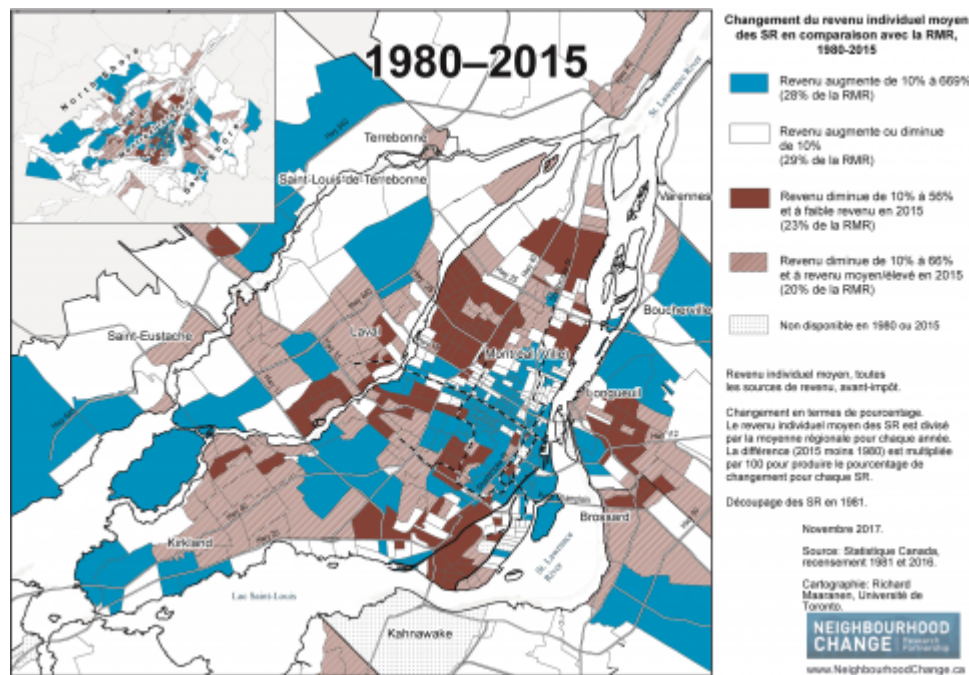 1980–2015
North Shore
South Shore
Terrebonne
Saint-Louis-de-Terrebonne
St. Lawrence River
Varennes
Boucherville
Saint-Eustache
Laval
Montréal (Ville)
Longueuil
Brossard
Kirkland
St. Lawrence
River
Lac Saint-Louis
Kahnawake
Changement du revenu individuel moyen
des SR en comparaison avec la RMR,
1980-2015
Revenu augmente de 10% à 669%
(28% de la RMR)
Revenu augmente ou diminue
de 10%
(29% de la RMR)
Revenu diminue de 10% à 56%
et à faible revenu en 2015
(23% de la RMR)
Revenu diminue de 10% à 66%
et à revenu moyen/élevé en 2015
(20% de la RMR)
Non disponible en 1980 ou 2015
Revenu individuel moyen, toutes
les sources de revenu, avant-impôt.
Changement en termes de pourcentage.
Le revenu individuel moyen des SR est divisé
par la moyenne régionale pour chaque année.
La différence (2015 moins 1980) est multipliée
par 100 pour produire le pourcentage de
changement pour chaque SR.
Découpage des SR en 1981.
Novembre 2017.
Source: Statistique Canada,
recensement 1981 et 2016.
Cartographie: Richard
Maaranen, Université de
Toronto.
NEIGHBOURHOOD
CHANGE Research
Partnership
www.NeighbourhoodChange.ca